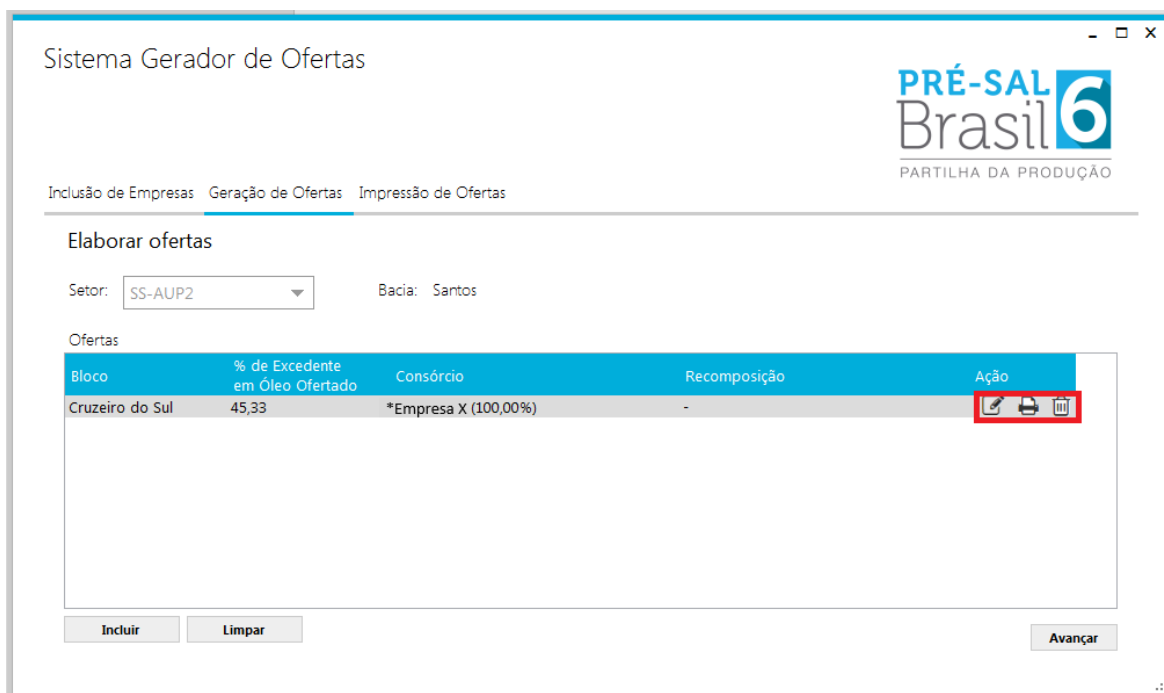 Sistema Gerador de Ofertas
PRÉ-SAL
Brasil 6
PARTILHA DA PRODUÇÃO
Inclusão de Empresas Geração de Ofertas Impressão de Ofertas
Elaborar ofertas
Setor: SS-AUP2 Bacia: Santos
Ofertas
Bloco % de Excedente em Óleo Ofertado Consórcio Recomposição Ação
Cruzeiro do Sul 45,33 *Empresa X (100,00%) -
Incluir Limpar
Avançar